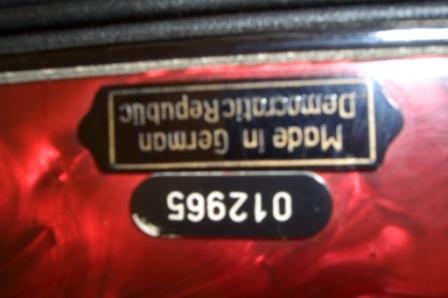 012965
Made in German
Democratic Republic